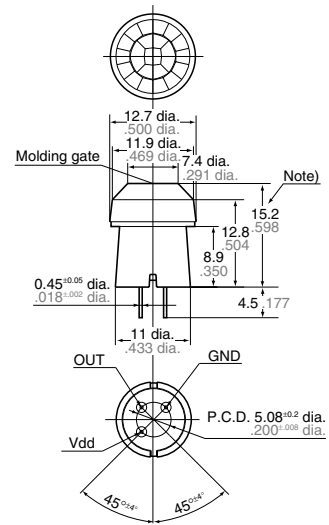 12.7 dia.
.500 dia.
11.9 dia.
.469 dia.
7.4 dia.
.291 dia.
Molding gate
Note)
15.2
.598
12.8
.504
8.9
.350
0.45±0.05 dia.
.018±.002 dia.
4.5 .177
11 dia.
.433 dia.
OUT
GND
P.C.D. 5.08±0.2 dia.
.200±.008 dia.
Vdd
45°±4°
45°±4°